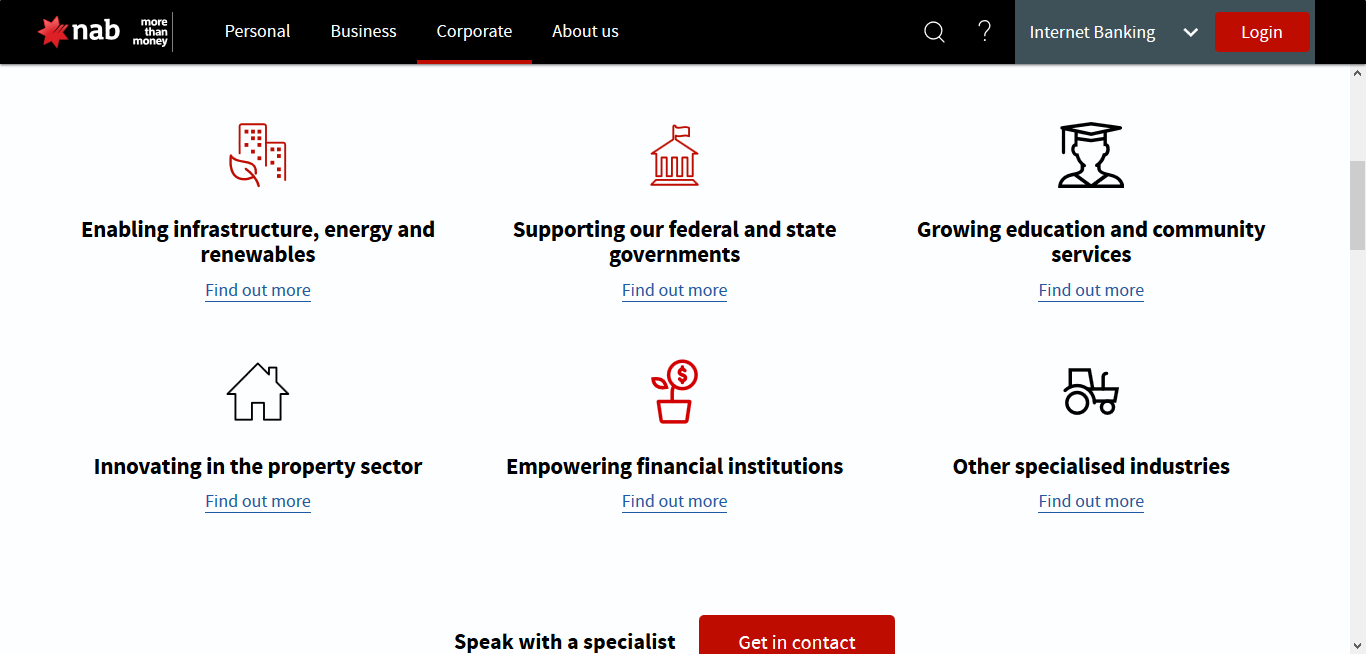 nab
more
than
money
Personal Business Corporate About us
? Internet Banking Login
Enabling infrastructure, energy and
renewables
Find out more
Supporting our federal and state
governments
Find out more
Growing education and community
services
Find out more
$
Innovating in the property sector
Find out more
Empowering financial institutions
Find out more
Other specialised industries
Find out more
Speak with a specialist Get in contact